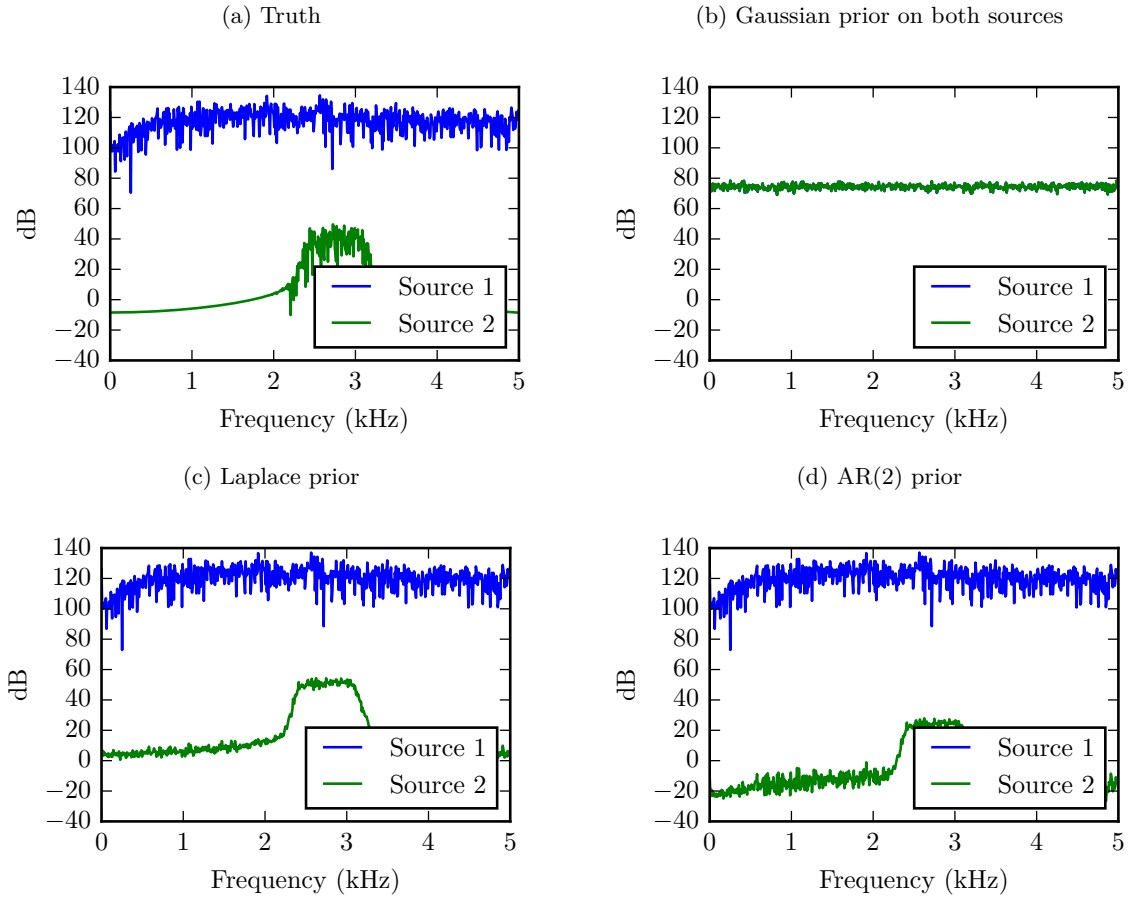 (a) Truth
140
120
100
80
60
40
20
0
−20
−40
dB
0 1 2 3 4 5
Frequency (kHz)
Source 1
Source 2
(b) Gaussian prior on both sources
140
120
100
80
60
40
20
0
−20
−40
dB
0 1 2 3 4 5
Frequency (kHz)
Source 1
Source 2
(c) Laplace prior
140
120
100
80
60
40
20
0
−20
−40
dB
0 1 2 3 4 5
Frequency (kHz)
Source 1
Source 2
(d) AR(2) prior
140
120
100
80
60
40
20
0
−20
−40
dB
0 1 2 3 4 5
Frequency (kHz)
Source 1
Source 2